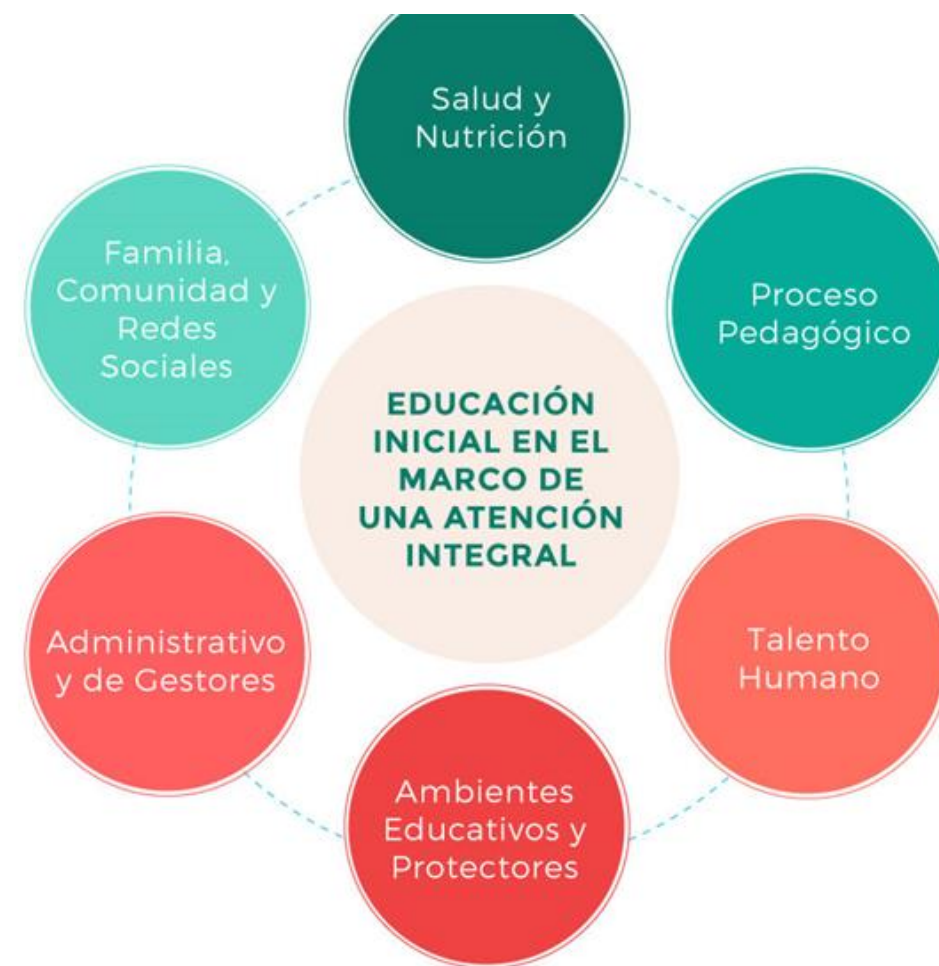 Salud y
Nutrición
Familia,
Comunidad y
Redes
Sociales
Proceso
Pedagógico
EDUCACIÓN
INICIAL EN EL
MARCO DE
UNA ATENCIÓN
INTEGRAL
Administrativo
y de Gestores
Talento
Humano
Ambientes
Educativos y
Protectores